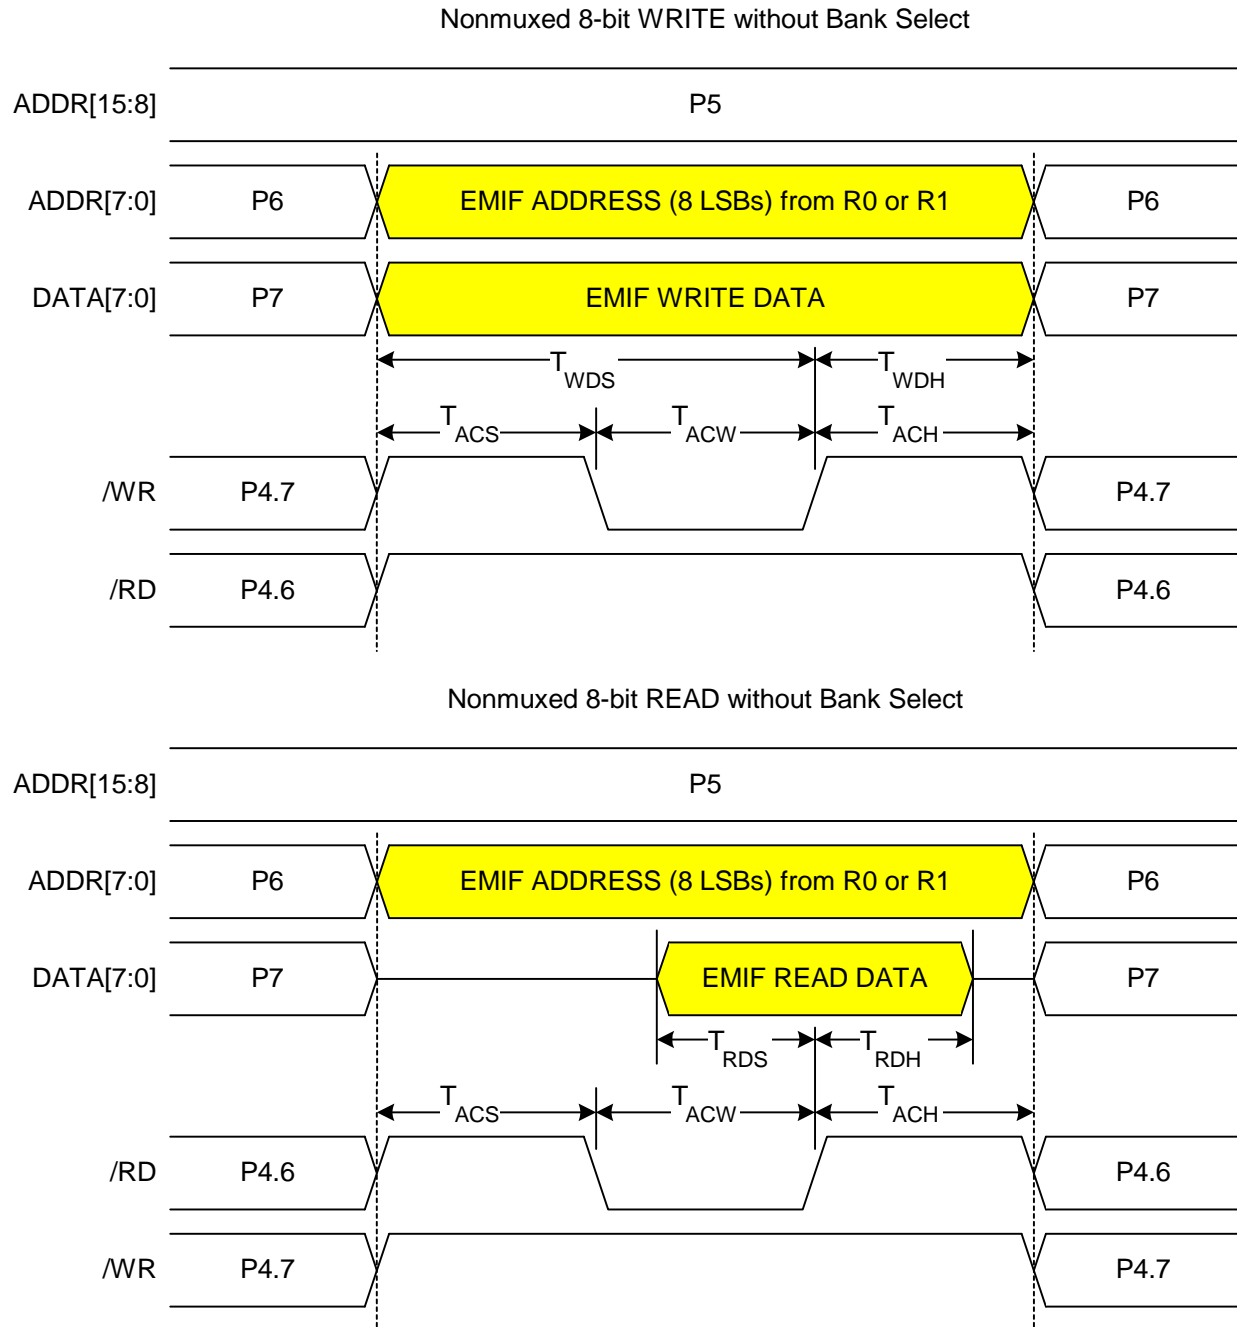 Nonmuxed 8-bit WRITE without Bank Select
ADDR[15:8] P5
ADDR[7:0] P6 EMIF ADDRESS (8 LSBs) from R0 or R1 P6
DATA[7:0] P7 EMIF WRITE DATA P7
TWDS TWDH
TACS TACW TACH
/WR P4.7 P4.7
/RD P4.6 P4.6
Nonmuxed 8-bit READ without Bank Select
ADDR[15:8] P5
ADDR[7:0] P6 EMIF ADDRESS (8 LSBs) from R0 or R1 P6
DATA[7:0] P7 EMIF READ DATA P7
TRDS TRDH
TACS TACW TACH
/RD P4.6 P4.6
/WR P4.7 P4.7